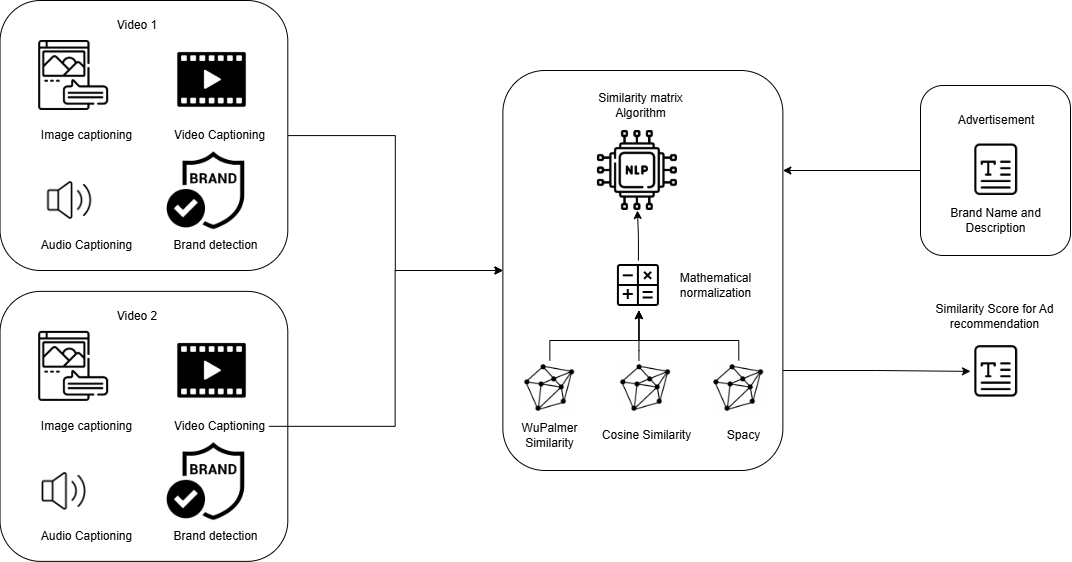 Video 1
Image captioning
Video Captioning
BRAND
Audio Captioning
Brand detection
Video 2
Image captioning
Video Captioning
BRAND
Audio Captioning
Brand detection
Similarity matrix
Algorithm
NLP
Mathematical
normalization
WuPalmer
Similarity
Cosine Similarity
Spacy
Advertisement
T
Brand Name and
Description
Similarity Score for Ad
recommendation
T